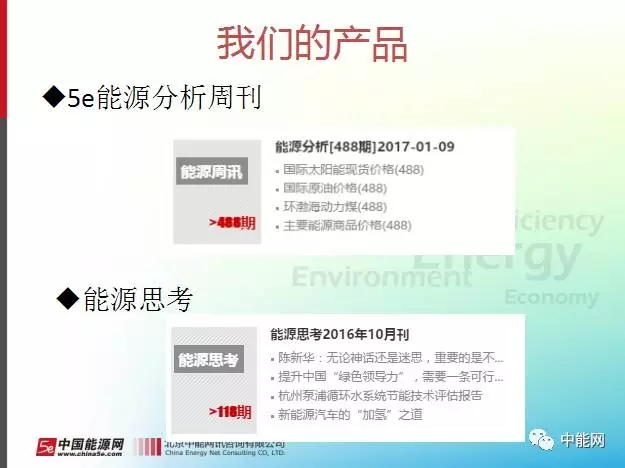 我们的产品
◆5e能源分析周刊
能源分析[488期]2017-01-09
能源周讯
国际太阳能现货价格(488)
国际原油价格(488)
环渤海动力煤(488)
>488期
主要能源商品价格(488)
Efficiency
Energy
Environment
Economy
◆能源思考
能源思考2016年10月刊
能源思考
陈新华：无论神话还是迷思，重要的是不...
提升中国“绿色领导力”，需要一条可行...
杭州泵浦循环水系统节能技术评估报告
>118期
新能源汽车的“加氢”之道
5e 中国能源网
www.china5e.com
北京中能网讯咨询有限公司
China Energy Net Consulting CO., LTD.
中能网